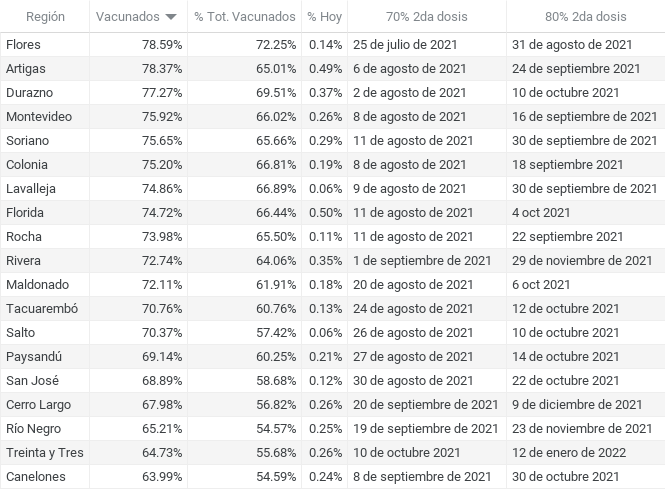 Región Vacunados % Tot. Vacunados % Hoy 70% 2da dosis 80% 2da dosis
Flores 78.59% 72.25% 0.14% 25 de julio de 2021 31 de agosto de 2021
Artigas 78.37% 65.01% 0.49% 6 de agosto de 2021 24 de septiembre de 2021
Durazno 77.27% 69.51% 0.37% 2 de agosto de 2021 10 de octubre de 2021
Montevideo 75.92% 66.02% 0.26% 8 de agosto de 2021 16 de septiembre de 2021
Soriano 75.65% 65.66% 0.29% 11 de agosto de 2021 30 de septiembre de 2021
Colonia 75.20% 66.81% 0.19% 8 de agosto de 2021 18 septiembre 2021
Lavalleja 74.86% 66.89% 0.06% 9 de agosto de 2021 30 de septiembre de 2021
Florida 74.72% 66.44% 0.50% 11 de agosto de 2021 4 oct 2021
Rocha 73.98% 65.50% 0.11% 11 de agosto de 2021 22 septiembre 2021
Rivera 72.74% 64.06% 0.35% 1 de septiembre de 2021 29 de noviembre de 2021
Maldonado 72.11% 61.91% 0.18% 20 de agosto de 2021 6 oct 2021
Tacuarembó 70.76% 60.76% 0.13% 24 de agosto de 2021 12 de octubre 2021
Salto 70.37% 57.42% 0.06% 26 de agosto de 2021 10 de octubre 2021
Paysandú 69.14% 60.25% 0.21% 27 de agosto de 2021 14 de octubre 2021
San José 68.89% 58.68% 0.12% 30 de agosto de 2021 22 de octubre 2021
Cerro Largo 67.98% 56.82% 0.26% 20 de septiembre de 2021 9 de diciembre de 2021
Río Negro 65.21% 54.57% 0.25% 19 de septiembre de 2021 23 de noviembre de 2021
Treinta y Tres 64.73% 55.68% 0.26% 10 de octubre 2021 12 de enero de 2022
Canelones 63.99% 54.59% 0.24% 8 de septiembre de 2021 30 de octubre 2021